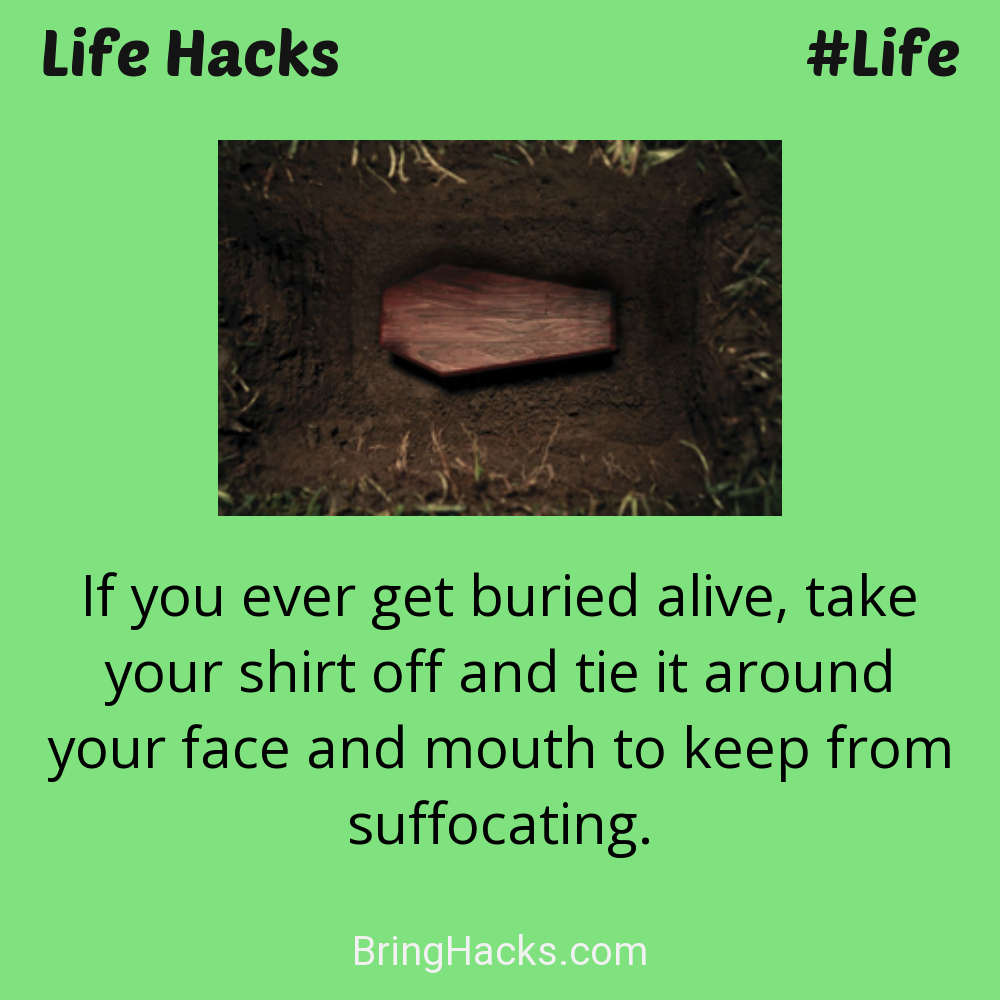 Life Hacks #Life
If you ever get buried alive, take
your shirt off and tie it around
your face and mouth to keep from
suffocating.
BringHacks.com